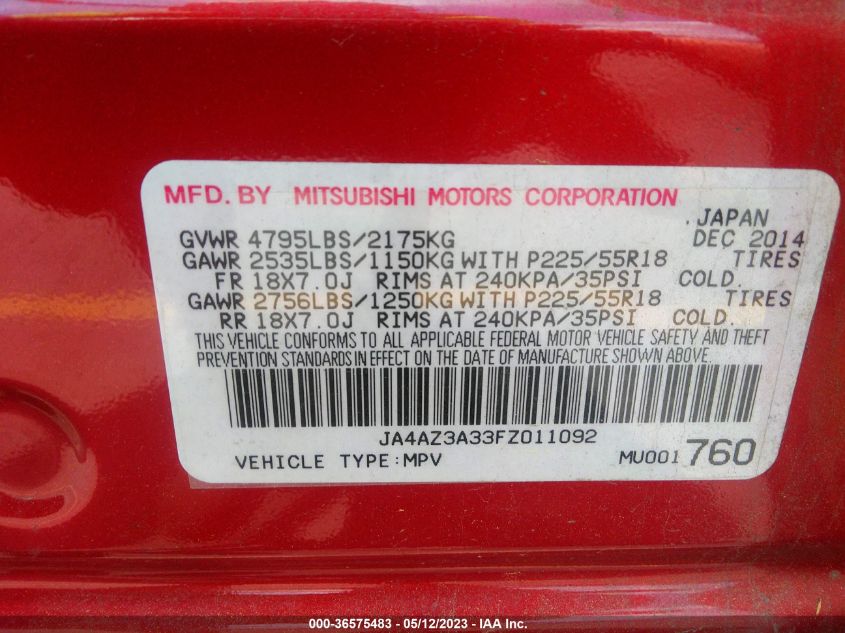 MFD. BY MITSUBISHI MOTORS CORPORATION
JAPAN
GVWR 4795LBS/2175KG DEC 2014
GAWR 2535LBS/1150KG WITH P225/55R18 TIRES
FR 18X7.0J RIMS AT 240KPA/35PSI COLD.
GAWR 2756LBS/1250KG WITH P225/55R18 TIRES
RR 18X7.0J RIMS AT 240KPA/35PSI COLD.
THIS VEHICLE CONFORMS TO ALL APPLICABLE FEDERAL MOTOR VEHICLE SAFETY AND THEFT
PREVENTION STANDARDS IN EFFECT ON THE DATE OF MANUFACTURE SHOWN ABOVE.
JA4AZ3A33FZ011092
VEHICLE TYPE:MPV MU001 760
000-36575483 - 05/12/2023 - IAA Inc.